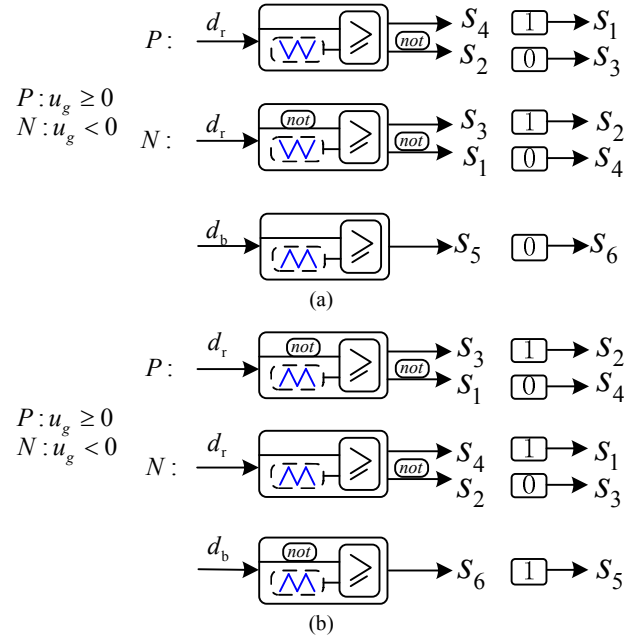 P: d_r ≥ S_4 1 S_1
not S_2 0 S_3
P: u_g ≥ 0
N: u_g < 0
N: d_r not ≥ S_3 1 S_2
not S_1 0 S_4
d_b ≥ S_5 0 S_6
(a)
P: d_r not ≥ S_3 1 S_2
not S_1 0 S_4
P: u_g ≥ 0
N: u_g < 0
N: d_r ≥ S_4 1 S_1
not S_2 0 S_3
d_b not ≥ S_6 1 S_5
(b)